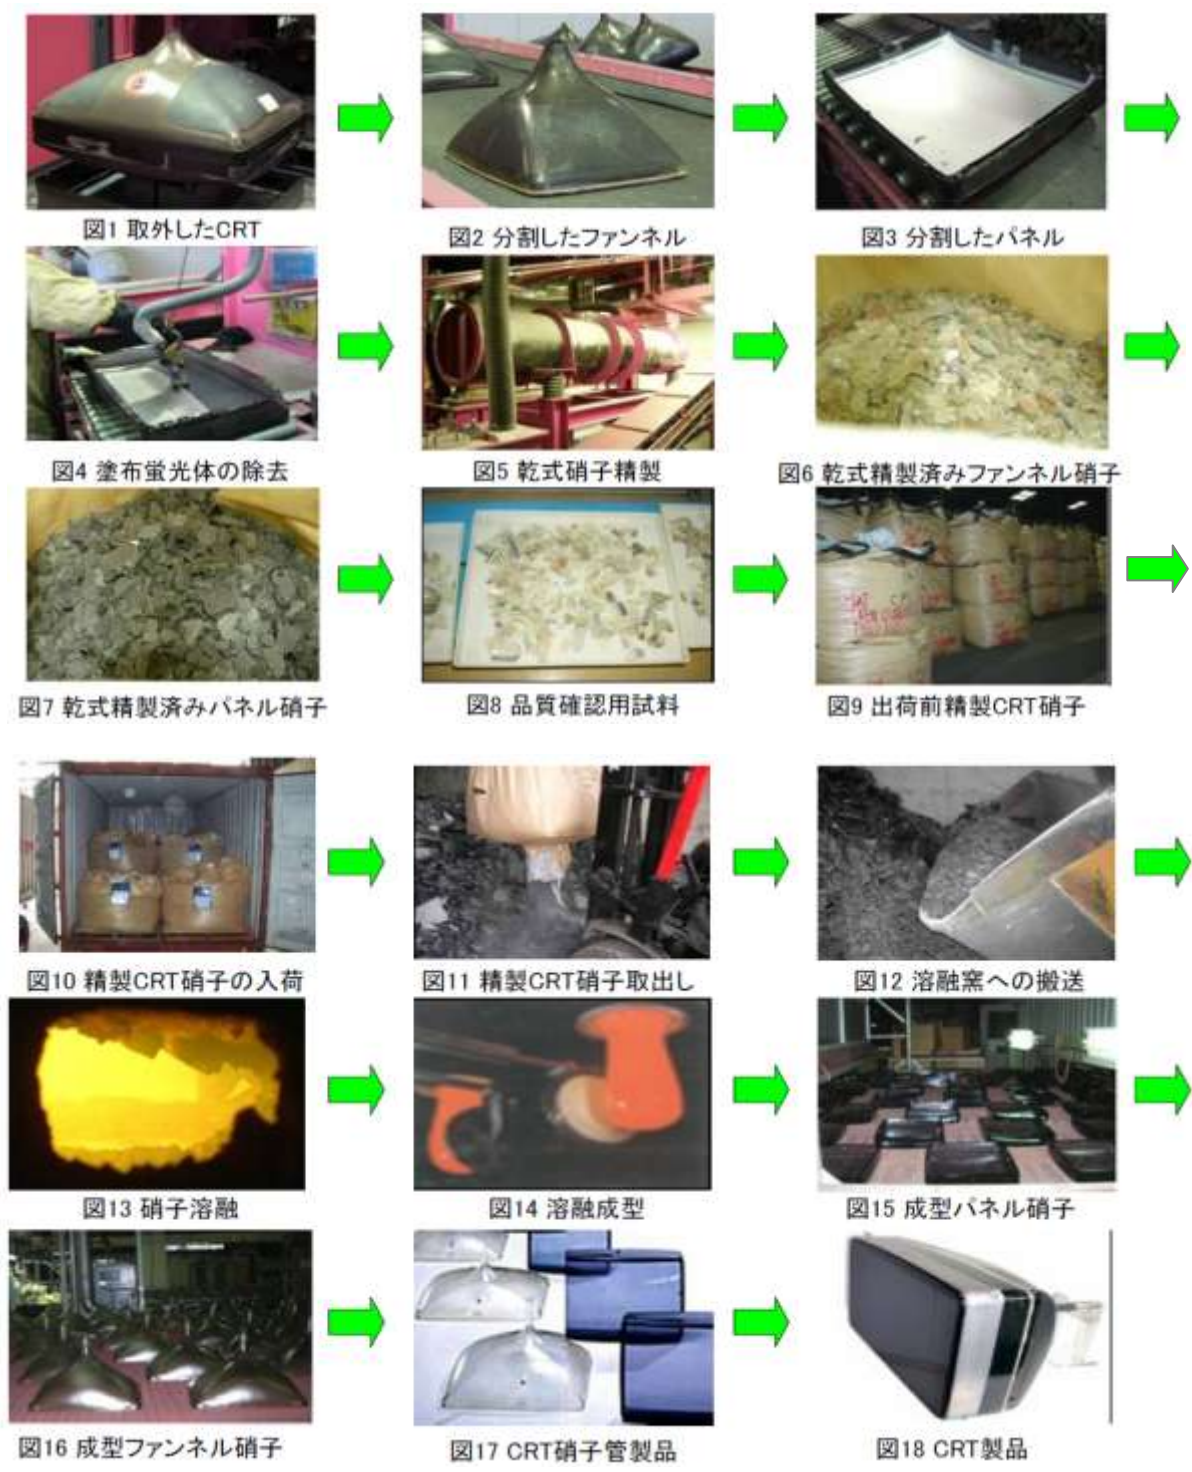 図1 取外したCRT
図2 分割したファンネル
図3 分割したパネル
図4 塗布蛍光体の除去
図5 乾式硝子精製
図6 乾式精製済みファンネル硝子
図7 乾式精製済みパネル硝子
図8 品質確認用試料
図9 出荷前精製CRT硝子
図10 精製CRT硝子の入荷
図11 精製CRT硝子取出し
図12 溶融窯への搬送
図13 硝子溶融
図14 溶融成型
図15 成型パネル硝子
図16 成型ファンネル硝子
図17 CRT硝子管製品
図18 CRT製品